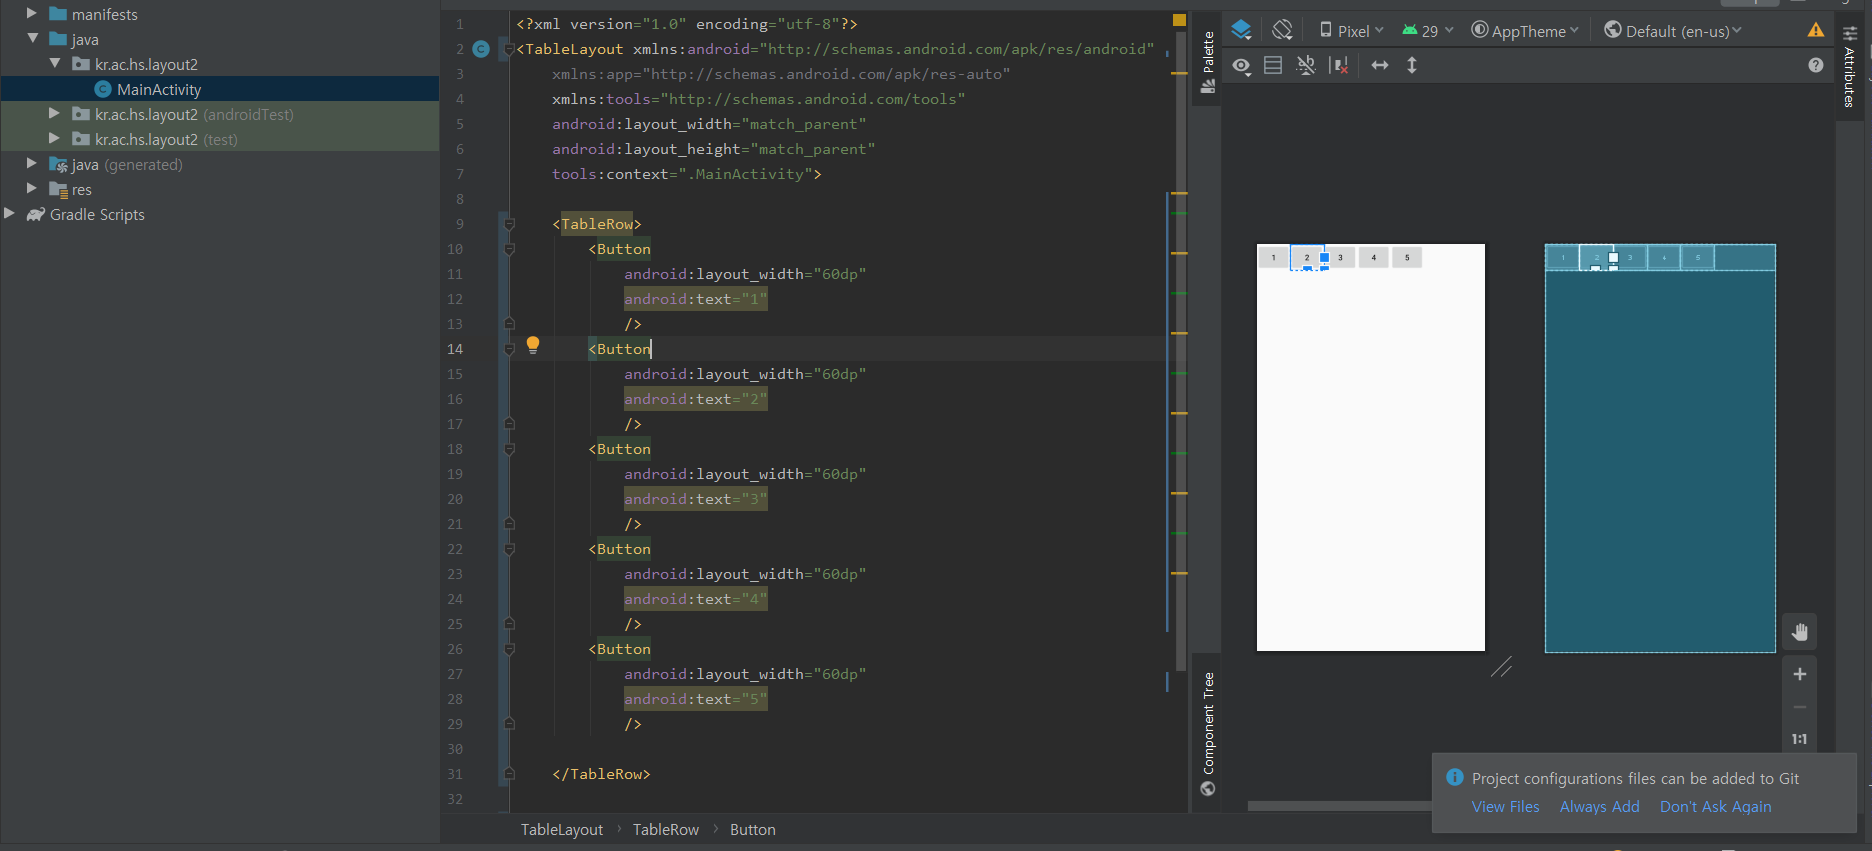 manifests
java
kr.ac.hs.layout2
MainActivity
kr.ac.hs.layout2 (androidTest)
kr.ac.hs.layout2 (test)
java (generated)
res
Gradle Scripts
1 <?xml version="1.0" encoding="utf-8"?>
2 C <TableLayout xmlns:android="http://schemas.android.com/apk/res/android"
3 xmlns:app="http://schemas.android.com/apk/res-auto"
4 xmlns:tools="http://schemas.android.com/tools"
5 android:layout_width="match_parent"
6 android:layout_height="match_parent"
7 tools:context=".MainActivity">
8
9 <TableRow>
10 <Button
11 android:layout_width="60dp"
12 android:text="1"
13 />
14 <Button
15 android:layout_width="60dp"
16 android:text="2"
17 />
18 <Button
19 android:layout_width="60dp"
20 android:text="3"
21 />
22 <Button
23 android:layout_width="60dp"
24 android:text="4"
25 />
26 <Button
27 android:layout_width="60dp"
28 android:text="5"
29 />
30
31 </TableRow>
32
TableLayout › TableRow › Button
Palette
Component Tree
Pixel 29 AppTheme Default (en-us)
Attributes
1 2 3 4 5
1 2 3 4 5
1:1
Project configurations files can be added to Git
View Files Always Add Don't Ask Again